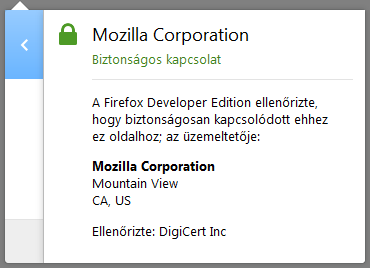 Mozilla Corporation
Biztonságos kapcsolat
A Firefox Developer Edition ellenőrizte,
hogy biztonságosan kapcsolódott ehhez
ez oldalhoz; az üzemeltetője:
Mozilla Corporation
Mountain View
CA, US
Ellenőrizte: DigiCert Inc